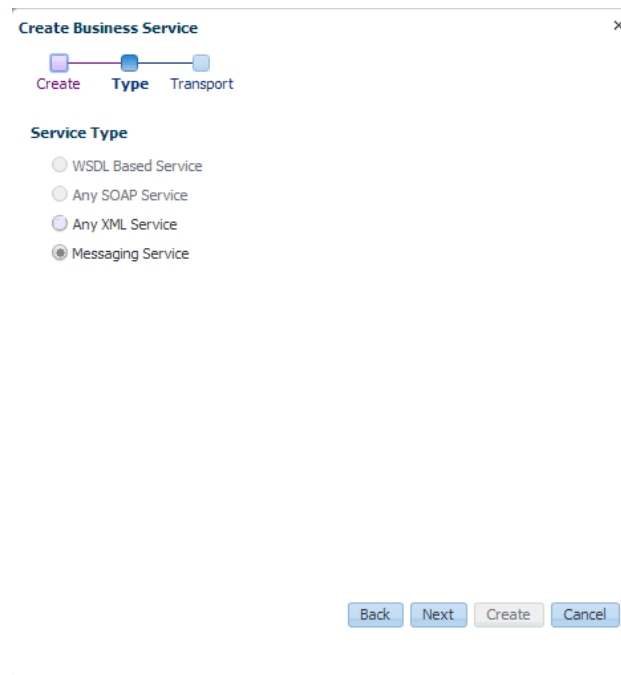 Create Business Service
Create Type Transport
Service Type
WSDL Based Service
Any SOAP Service
Any XML Service
Messaging Service
Back Next Create Cancel